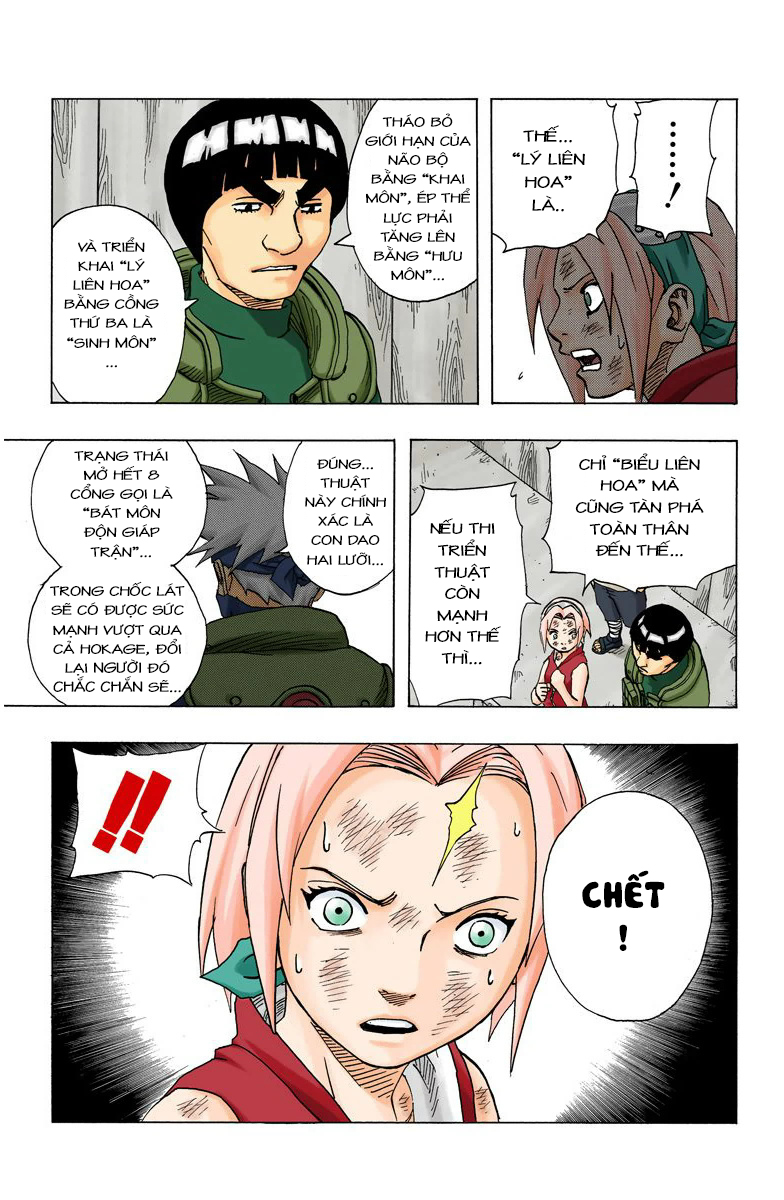 ......!
THẾ...
“LÝ LIÊN
HOA”
LÀ..
THÁO BỎ
GIỚI HẠN CỦA
NÃO BỘ
BẰNG “KHAI
MÔN”, ÉP THỂ
LỰC PHẢI
TĂNG LÊN
BẰNG “HƯU
MÔN”...
VÀ TRIỂN
KHAI “LÝ
LIÊN HOA”
BẰNG CỒNG
THỨ BA LÀ
“SINH MÔN”
...
CHỈ “BIỂU LIÊN
HOA” MÀ
CŨNG TÀN PHÁ
TOÀN THÂN
ĐẾN THẾ...
NẾU THI
TRIỂN
THUẬT
CÒN
MẠNH
HƠN THẾ
THÌ...
ĐÚNG...
THUẬT
NÀY CHÍNH
XÁC LÀ
CON DAO
HAI LƯỠI...
TRẠNG THÁI
MỞ HẾT 8
CỔNG GỌI LÀ
“BÁT MÔN
ĐỘN GIÁP
TRẬN”...
TRONG CHỐC LÁT
SẼ CÓ ĐƯỢC SỨC
MẠNH VƯỢT QUA
CẢ HOKAGE, ĐỔI
LẠI NGƯỜI ĐÓ
CHẮC CHẮN SẼ...
CHẾT
!
!!